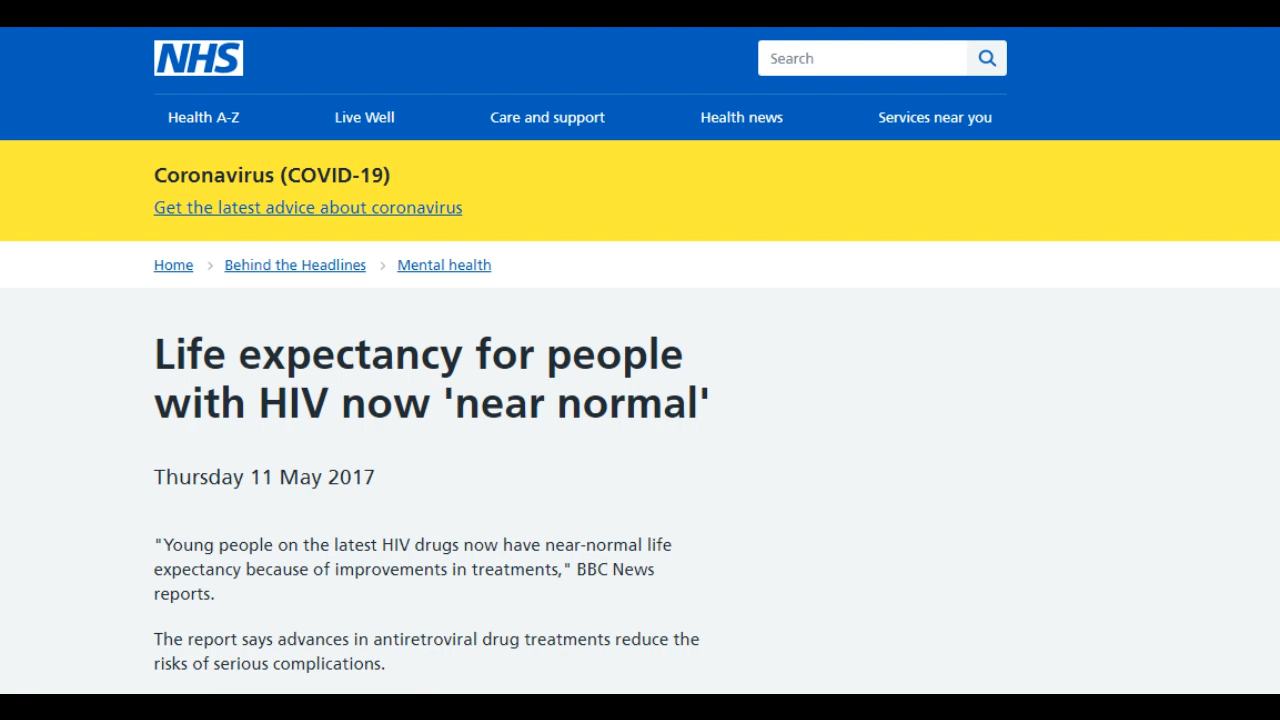 NHS
Search
Health A-Z
Live Well
Care and support
Health news
Services near you
Coronavirus (COVID-19)
Get the latest advice about coronavirus
Home > Behind the Headlines > Mental health
Life expectancy for people
with HIV now 'near normal'
Thursday 11 May 2017
"Young people on the latest HIV drugs now have near-normal life
expectancy because of improvements in treatments," BBC News
reports.
The report says advances in antiretroviral drug treatments reduce the
risks of serious complications.